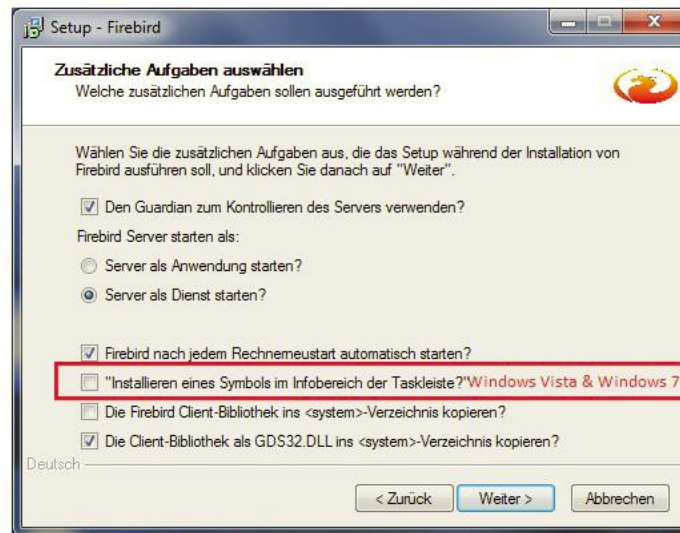 Setup - Firebird
Zusätzliche Aufgaben auswählen
Welche zusätzlichen Aufgaben sollen ausgeführt werden?
Wählen Sie die zusätzlichen Aufgaben aus, die das Setup während der Installation von
Firebird ausführen soll, und klicken Sie danach auf "Weiter".
Den Guardian zum Kontrollieren des Servers verwenden?
Firebird Server starten als:
Server als Anwendung starten?
Server als Dienst starten?
Firebird nach jedem Rechnerneustart automatisch starten?
"Installieren eines Symbols im Infobereich der Taskleiste?"Windows Vista & Windows 7
Die Firebird Client-Bibliothek ins <system>-Verzeichnis kopieren?
Die Client-Bibliothek als GDS32.DLL ins <system>-Verzeichnis kopieren?
Deutsch
< Zurück Weiter > Abbrechen